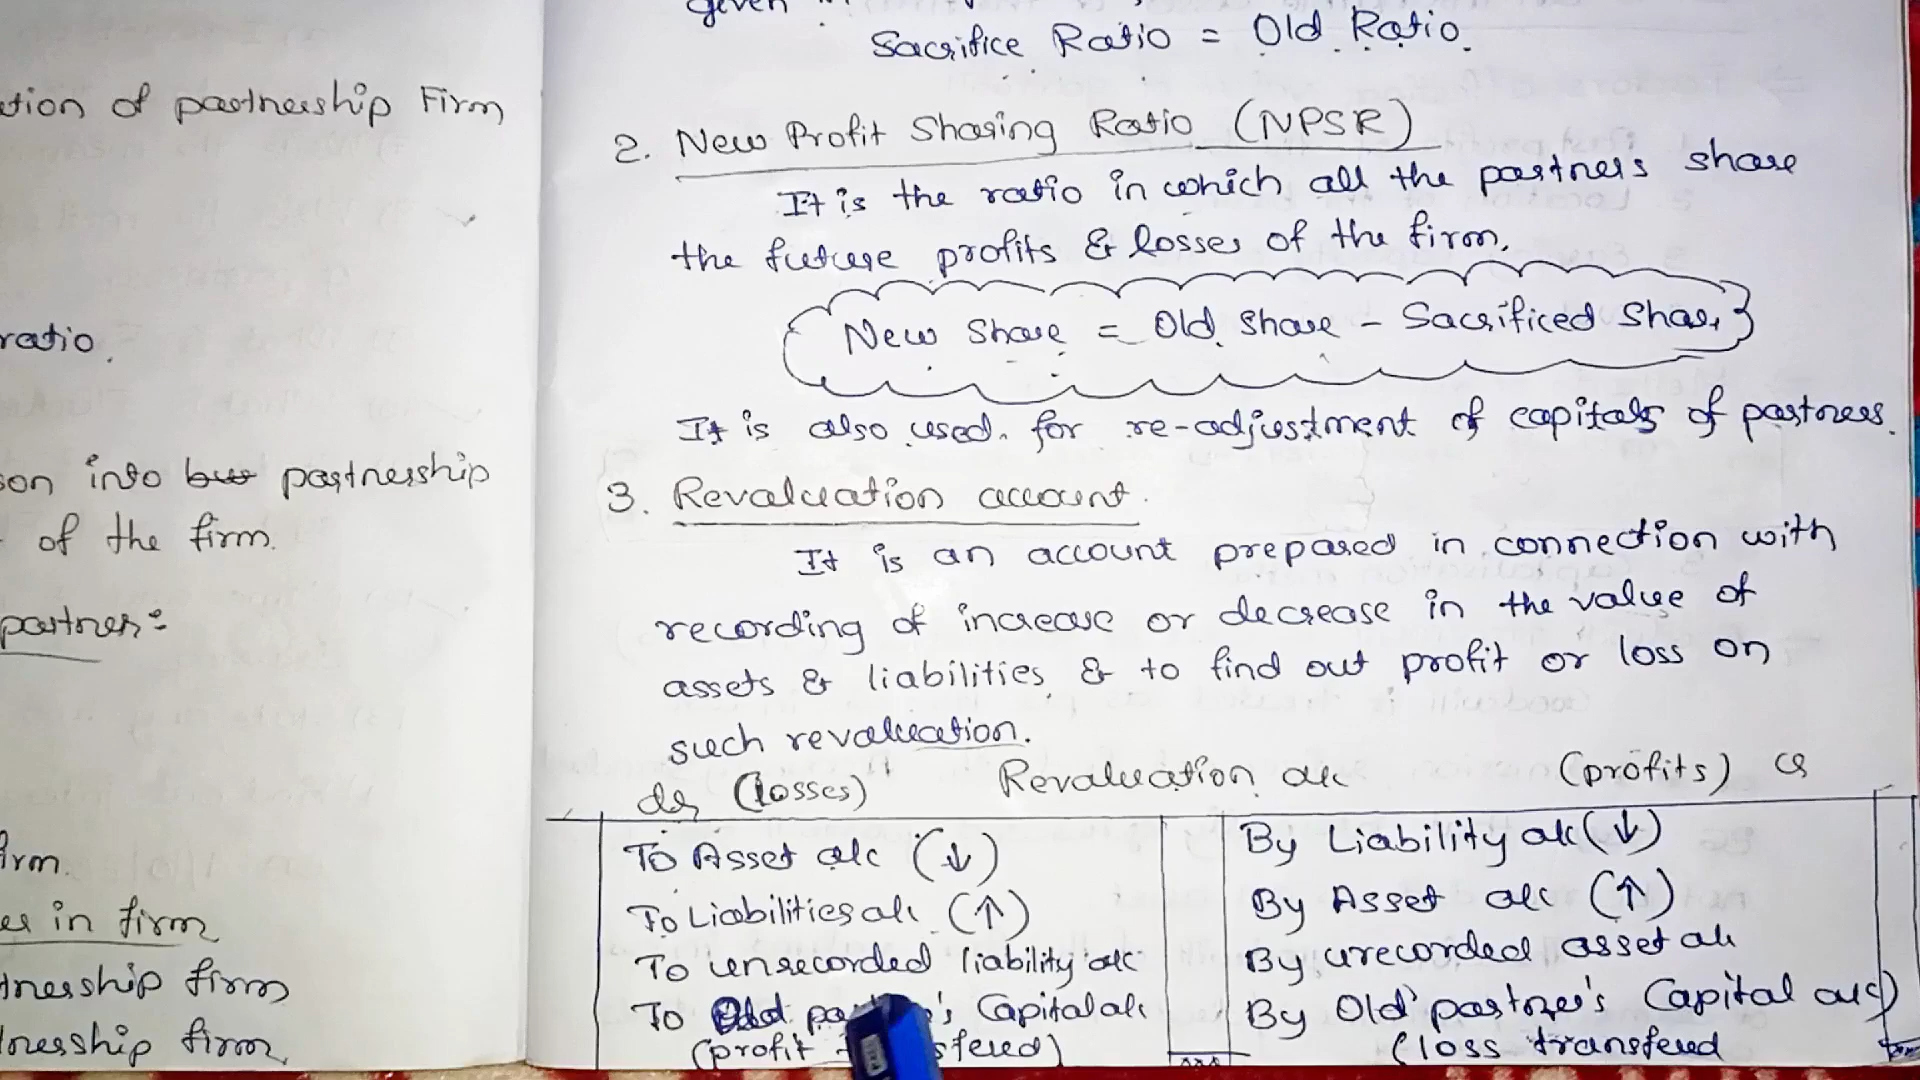 given
Sacrifice Ratio = Old Ratio.
2. New Profit Sharing Ratio (NPSR)
It is the ratio in which all the partners share
the future profits & losses of the firm.
New Share = Old share - Sacrificed Share
It is also used for re-adjustment of capitals of partners.
3. Revaluation account.
It is an account prepared in connection with
recording of increase or decrease in the value of
assets & liabilities & to find out profit or loss on
such revaluation.
dr (losses) Revaluation a/c (profits) cr
To Asset a/c (↓) By Liability a/c (↓)
To Liabilities a/c (↑) By Asset a/c (↑)
To unrecorded liability a/c By urecorded asset a/c
To Old Capital a/c By Old partner's Capital a/c
(profit (loss transfered
ation of partnership Firm
ratio.
into partnership
of the firm.
partner:
firm.
in firm
firm
firm